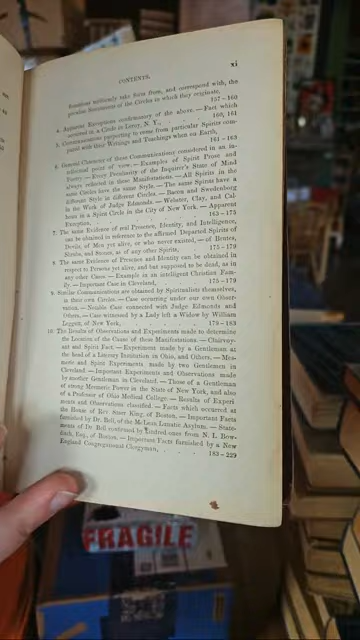 xi
CONTENTS.
functions uniformly take form from, and correspond with, the
peculiar Sentiments of the Circles in which they originate,
157—160
4. Apparent Exceptions confirmatory of the above.—Fact which
occurred in a Circle in Leroy, N. Y., 160, 161
5. Communications purporting to come from particular Spirits com-
pared with their Writings and Teachings when on Earth,
161—163
6. General Character of these Communications considered in an in-
tellectual point of view.—Examples of Spirit Prose and
Poetry.—Every Peculiarity of the Inquirer's State of Mind
always reflected in these Manifestations.—All Spirits in the
same Circles have the same Style.—The same Spirits have a
different Style in different Circles.—Bacon and Swedenborg
in the Work of Judge Edmonds.—Webster, Clay, and Cal-
houn in a Spirit Circle in the City of New York.—Apparent
Exception, 163—175
7. The same Evidence of real Presence, Identity, and Intelligence,
can be obtained in reference to the affirmed Departed Spirits of
Devils, of Men yet alive, or who never existed,—of Brutes,
Shrubs, and Stones, as of any other Spirits, 175—179
8. The same Evidence of Presence and Identity can be obtained in
respect to Persons yet alive, and but supposed to be dead, as in
any other Cases.—Example in an intelligent Christian Fam-
ily.—Important Case in Cleveland, 175—179
9. Similar Communications are obtained by Spiritualists themselves,
in their own Circles.—Case occurring under our own Obser-
vation.—Notable Case connected with Judge Edmonds and
Others.—Case witnessed by a Lady left a Widow by William
Leggett, of New York, 179—183
10. The Results of Observations and Experiments made to determine
the Location of the Cause of these Manifestations.—Clairvoy-
ant and Spirit Fact.—Experiment made by a Gentleman at
the head of a Literary Institution in Ohio, and Others.—Mes-
meric and Spirit Experiments made by two Gentlemen in
Cleveland.—Important Experiments and Observations made
by another Gentleman in Cleveland.—Those of a Gentleman
of strong Mesmeric Power in the State of New York, and also
of a Professor of Ohio Medical College.—Results of Experi-
ments and Observations classified.—Facts which occurred at
the House of Rev. Starr King, of Boston.—Important Facts
furnished by Dr. Bell, of the McLean Lunatic Asylum.—State-
ments of Dr. Bell confirmed by kindred ones from N. I. Bow-
ditch, Esq., of Boston.—Important Facts furnished by a New
England Congregational Clergyman, 183—229
FRAGILE